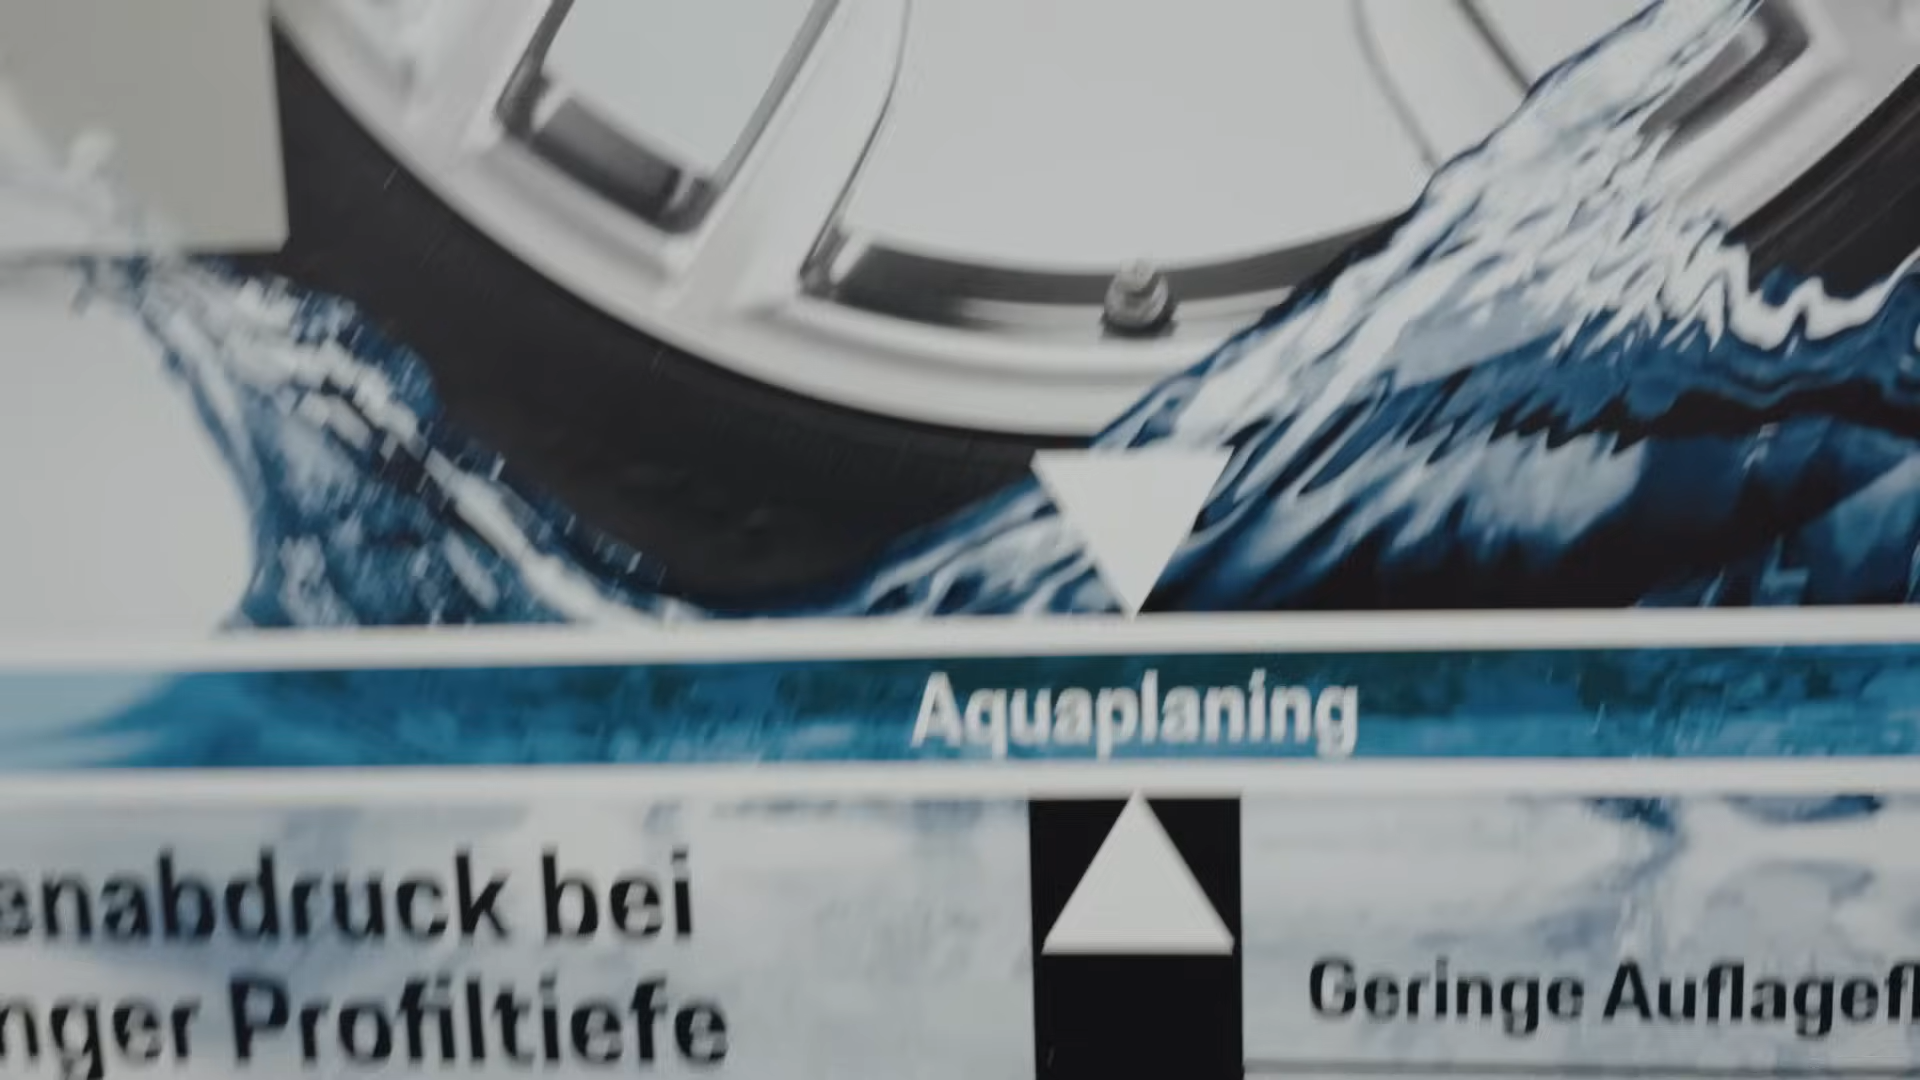 Aquaplaning
enabdruck bei
nger Profiltiefe
Geringe Auflagefl